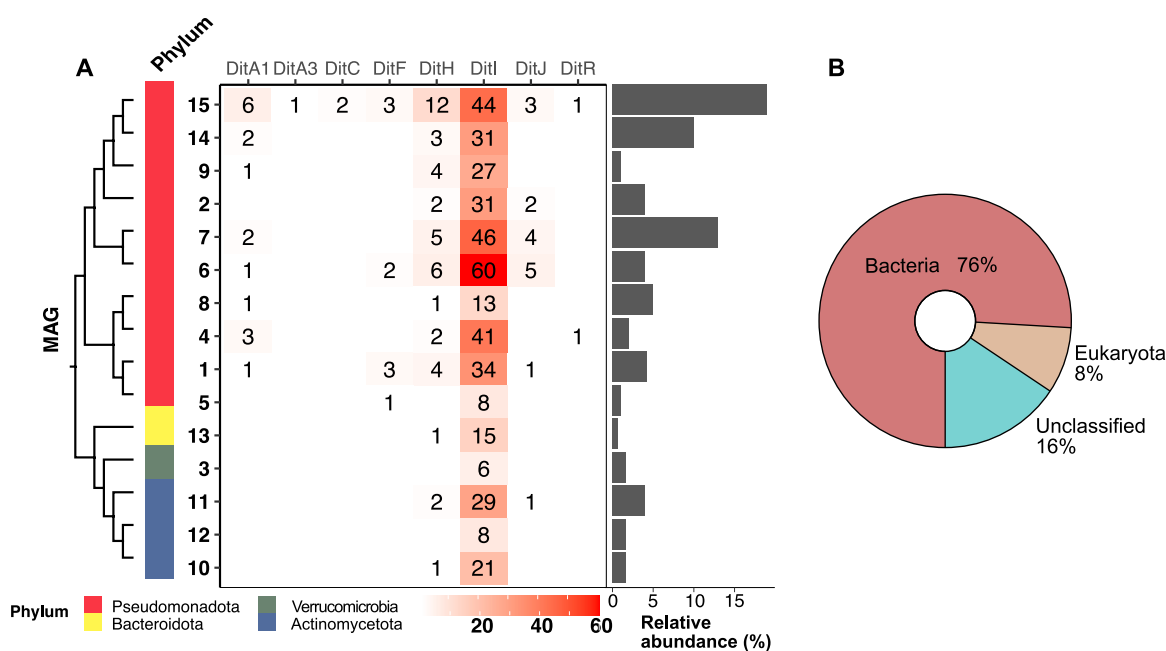 A
Phylum
DitA1 DitA3 DitC DitF DitH DitI DitJ DitR
B
MAG
15 6 1 2 3 12 44 3 1
14 2 3 31
9 1 4 27
2 2 31 2
7 2 5 46 4
6 1 2 6 60 5
8 1 1 13
4 3 2 41 1
1 1 3 4 34 1
5 1 8
13 1 15
3 6
11 2 29 1
12 8
10 1 21
Bacteria 76%
Eukaryota
8%
Unclassified
16%
Phylum
Pseudomonadota
Bacteroidota
Verrucomicrobia
Actinomycetota
20 40 60
0 5 10 15
Relative
abundance (%)